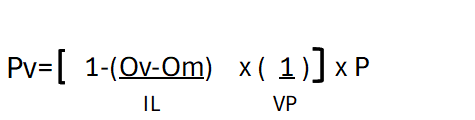 Pv=[ 1-(Ov-Om) x ( 1 )] x P
IL VP